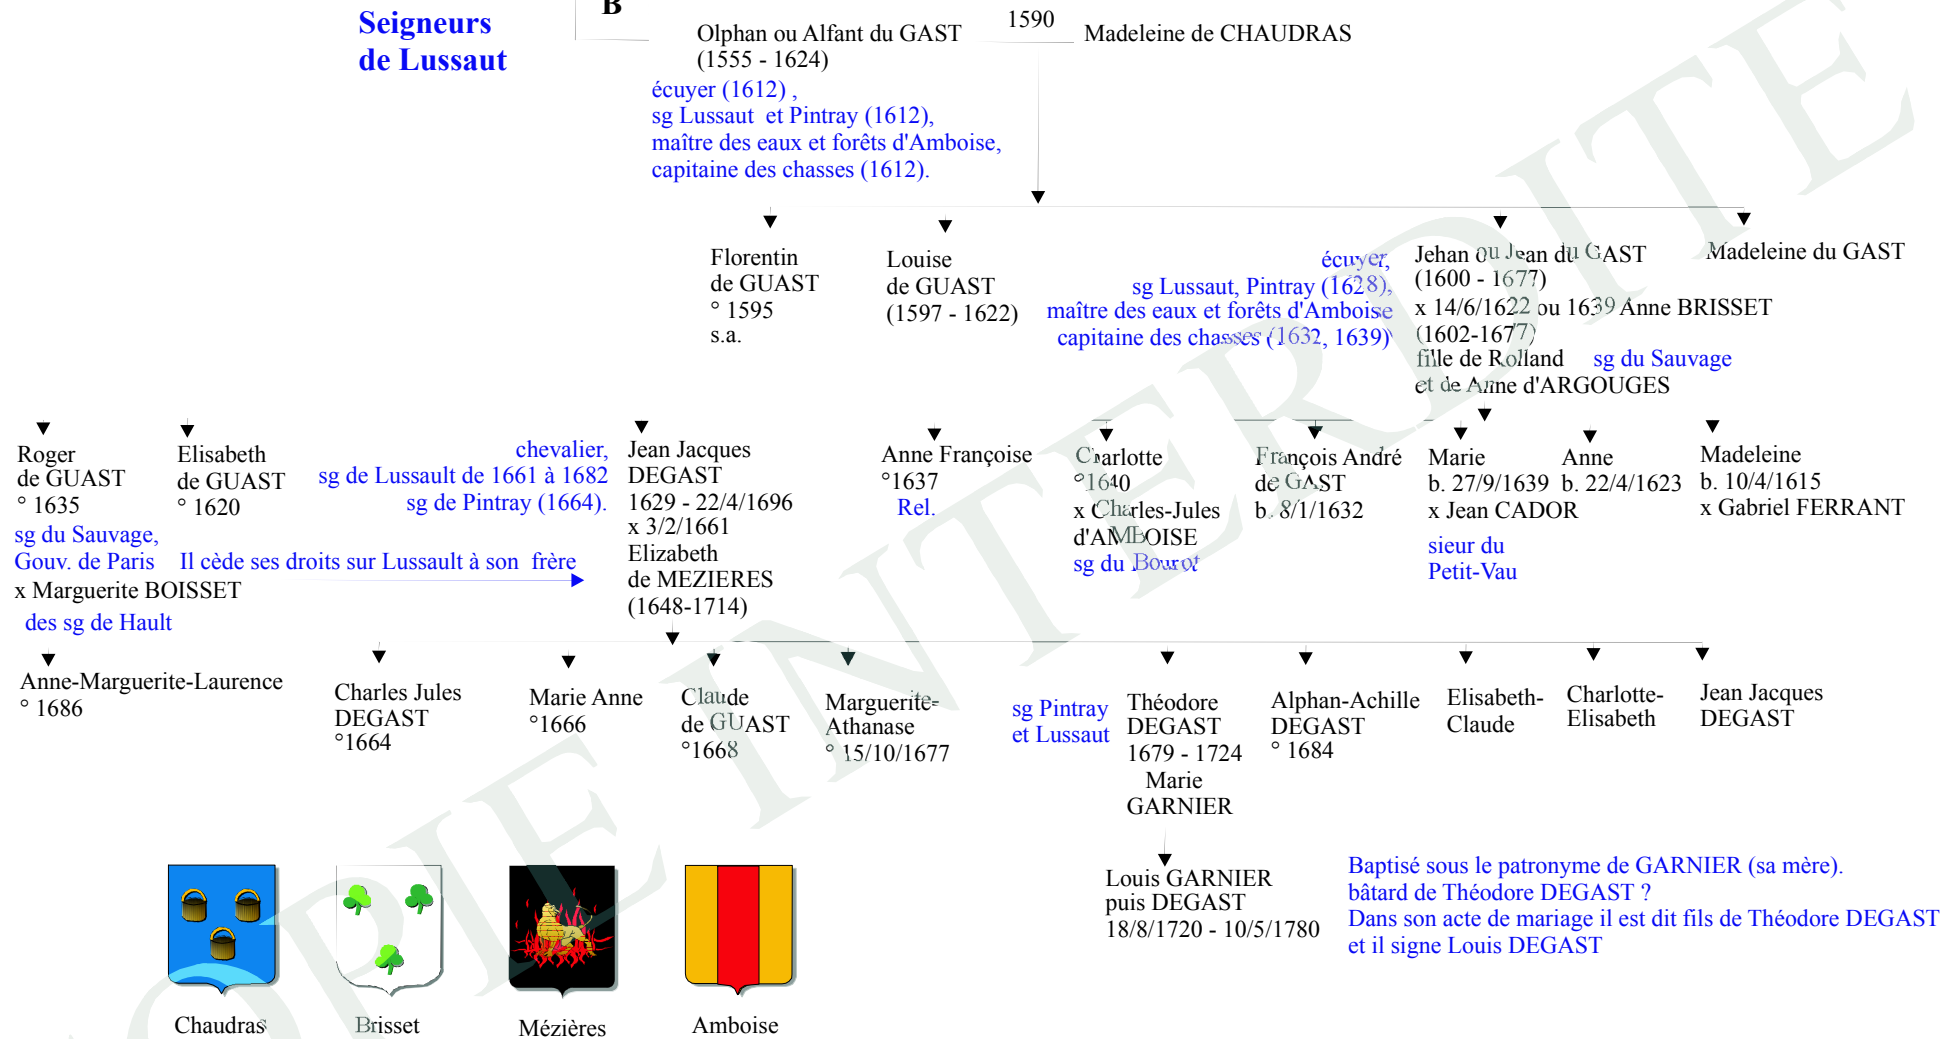 B
Seigneurs
de Lussaut
Olphan ou Alfant du GAST
(1555 - 1624)
1590
Madeleine de CHAUDRAS
écuyer (1612) ,
sg Lussaut et Pintray (1612),
maître des eaux et forêts d'Amboise,
capitaine des chasses (1612).
Florentin
de GUAST
° 1595
s.a.
Louise
de GUAST
(1597 - 1622)
écuyer,
sg Lussaut, Pintray (1628),
maître des eaux et forêts d'Amboise
capitaine des chasses (1632, 1639)
Jehan ou Jean du GAST
(1600 - 1677)
x 14/6/1622 ou 1639 Anne BRISSET
(1602-1677)
fille de Rolland sg du Sauvage
et de Anne d'ARGOUGES
Madeleine du GAST
Roger
de GUAST
° 1635
sg du Sauvage,
Gouv. de Paris
x Marguerite BOISSET
des sg de Hault
Elisabeth
de GUAST
° 1620
Il cède ses droits sur Lussault à son frère
chevalier,
sg de Lussault de 1661 à 1682
sg de Pintray (1664).
Jean Jacques
DEGAST
1629 - 22/4/1696
x 3/2/1661
Elizabeth
de MEZIERES
(1648-1714)
Anne Françoise
°1637
Rel.
Charlotte
°1640
x Charles-Jules
d'AMBOISE
sg du Bourot
François André
de GAST
b. 8/1/1632
Marie
b. 27/9/1639
x Jean CADOR
sieur du
Petit-Vau
Anne
b. 22/4/1623
Madeleine
b. 10/4/1615
x Gabriel FERRANT
Anne-Marguerite-Laurence
° 1686
Charles Jules
DEGAST
°1664
Marie Anne
°1666
Claude
de GUAST
°1668
Marguerite-
Athanase
° 15/10/1677
sg Pintray
et Lussaut
Théodore
DEGAST
1679 - 1724
Marie
GARNIER
Alphan-Achille
DEGAST
° 1684
Elisabeth-
Claude
Charlotte-
Elisabeth
Jean Jacques
DEGAST
Louis GARNIER
puis DEGAST
18/8/1720 - 10/5/1780
Baptisé sous le patronyme de GARNIER (sa mère).
bâtard de Théodore DEGAST ?
Dans son acte de mariage il est dit fils de Théodore DEGAST
et il signe Louis DEGAST
Chaudras
Brisset
Mézières
Amboise
OPIE INTERDITE